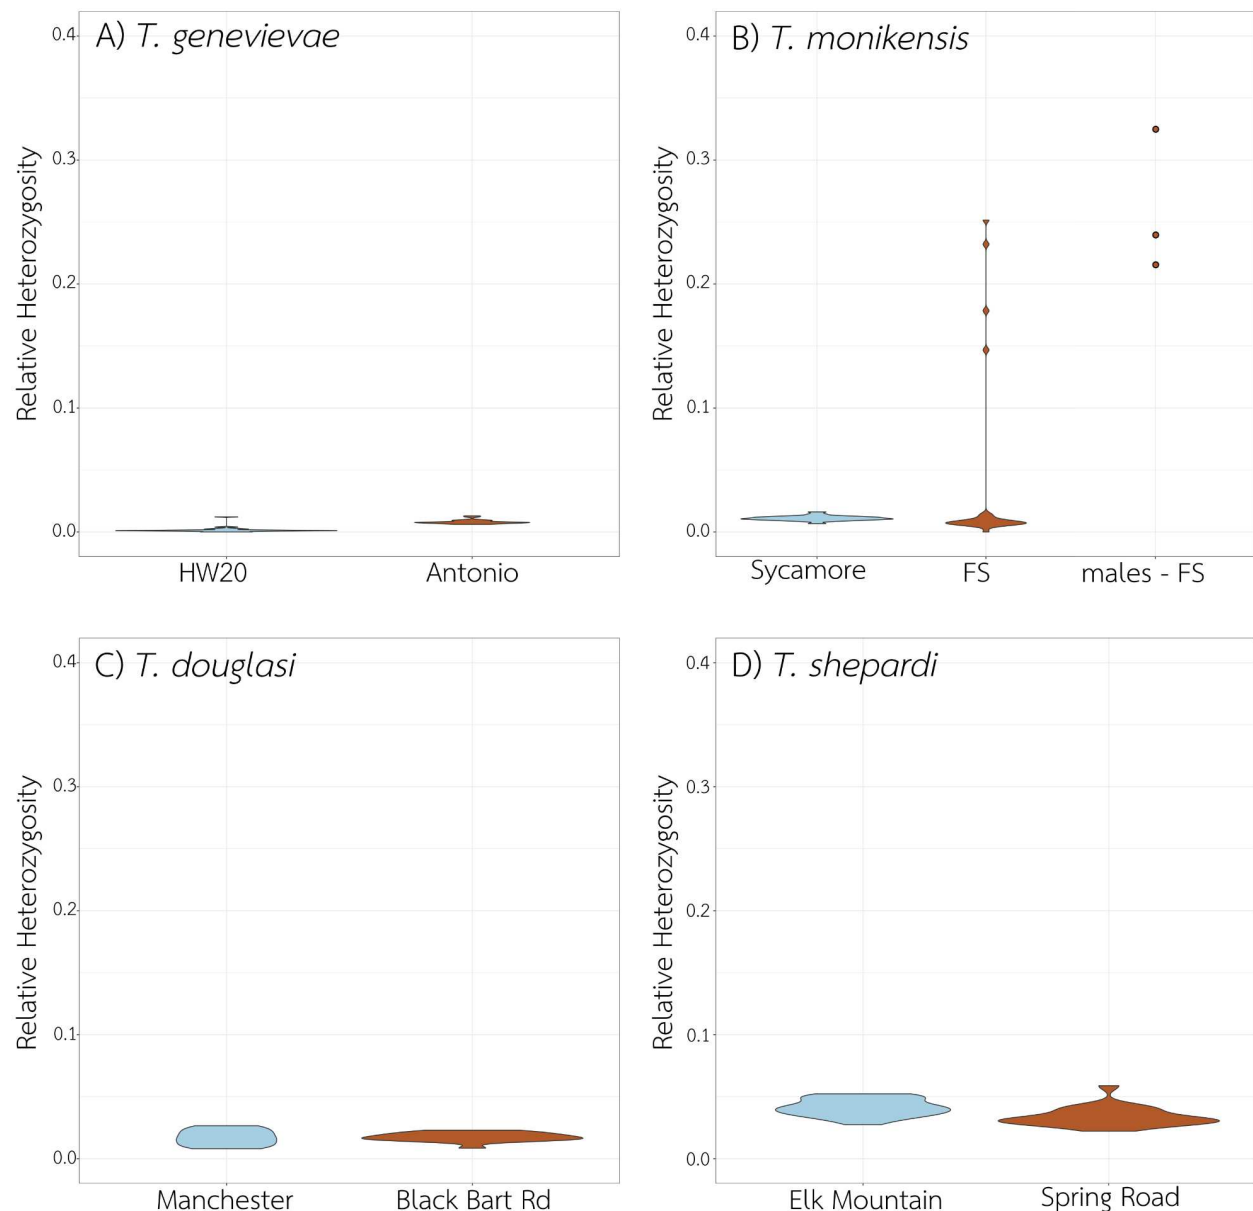 A) T. genevievae
Relative Heterozygosity
0.4
0.3
0.2
0.1
0.0
HW20 Antonio
B) T. monikensis
Relative Heterozygosity
0.4
0.3
0.2
0.1
0.0
Sycamore FS males - FS
C) T. douglasi
Relative Heterozygosity
0.4
0.3
0.2
0.1
0.0
Manchester Black Bart Rd
D) T. shepardi
Relative Heterozygosity
0.4
0.3
0.2
0.1
0.0
Elk Mountain Spring Road